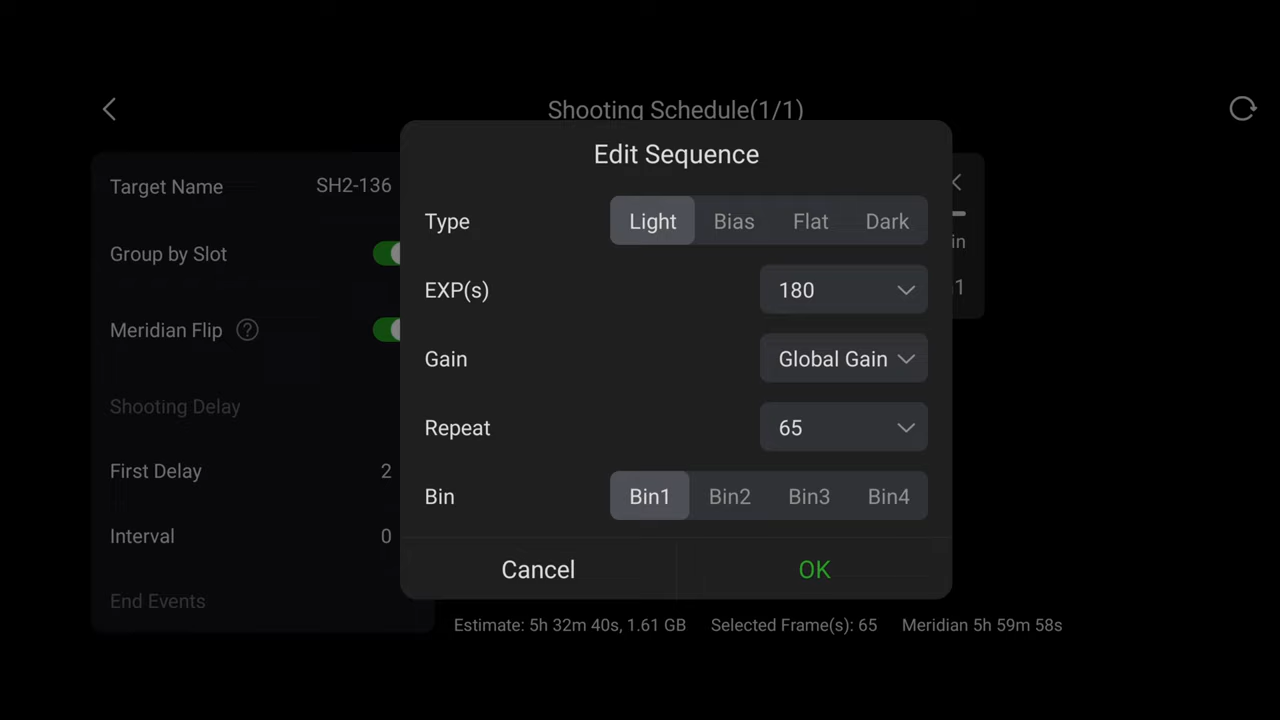 Shooting Schedule(1/1)
Edit Sequence
Target Name SH2-136
Group by Slot
Meridian Flip ?
Shooting Delay
First Delay 2
Interval 0
End Events
Type Light Bias Flat Dark
EXP(s) 180
Gain Global Gain
Repeat 65
Bin Bin1 Bin2 Bin3 Bin4
Cancel OK
in
1
Estimate: 5h 32m 40s, 1.61 GB Selected Frame(s): 65 Meridian 5h 59m 58s